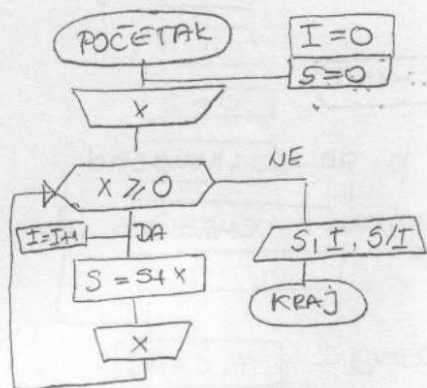 POČETAK
I=0
S=0
X
X ≥ 0
NE
I=I+1
DA
S = S+X
S, I, S/I
X
KRAJ